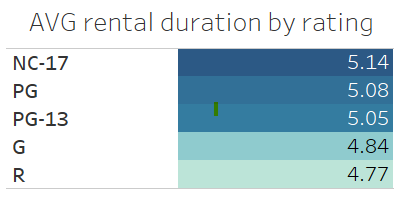 AVG rental duration by rating
NC-17 5.14
PG 5.08
PG-13 5.05
G 4.84
R 4.77